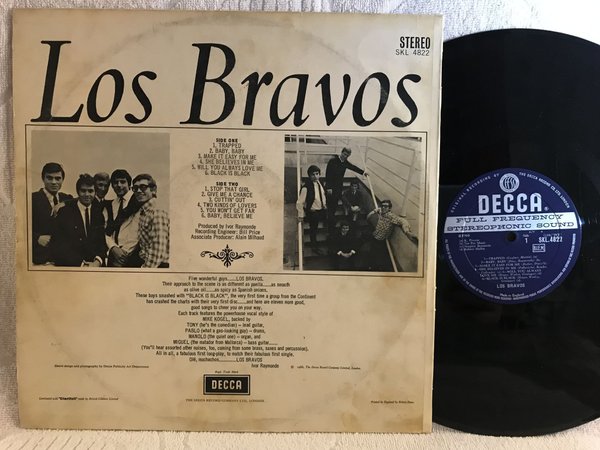 STEREO
SKL 4822
Los Bravos
SIDE ONE
1. TRAPPED
2. BABY, BABY
3. MAKE IT EASY FOR ME
4. SHE BELIEVES IN ME
5. WILL YOU ALWAYS LOVE ME
6. BLACK IS BLACK
SIDE TWO
1. STOP THAT GIRL
2. GIVE ME A CHANCE
3. CUTTIN' OUT
4. TWO KINDS OF LOVERS
5. YOU WON'T GET FAR
6. BABY, BELIEVE ME
Produced by Ivor Raymonde
Recording Engineer: Bill Price
Associate Producer: Alain Milhaud
Five wonderful guys......LOS BRAVOS.
Their approach to the scene is as different as paella.....as smooth
as olive oil......as spicy as Spanish onions.
These boys smashed with "BLACK IS BLACK", the very first time a group from the Continent
has crashed the charts with their very first disc......and here are eleven more good,
good songs to cheer you on your way.
Each track features the powerhouse vocal style of
MIKE KOGEL, backed by
TONY (he's the comedian) – lead guitar,
PABLO (what a gas-looking guy) – drums,
MANOLO (the quiet one) – organ, and
MIGUEL (the matador from Mallorca) – bass guitar......
(You'll hear assorted other noises, too, coming from some brass, saxes and percussion).
All in all, a fabulous first long-play, to match their fabulous first single.
Olé, muchachos............LOS BRAVOS
Ivor Raymonde
DECCA
THE DECCA RECORD COMPANY LTD., LONDON.
DECCA
FULL FREQUENCY
STEREOPHONIC SOUND
1
SKL.4822
LOS BRAVOS